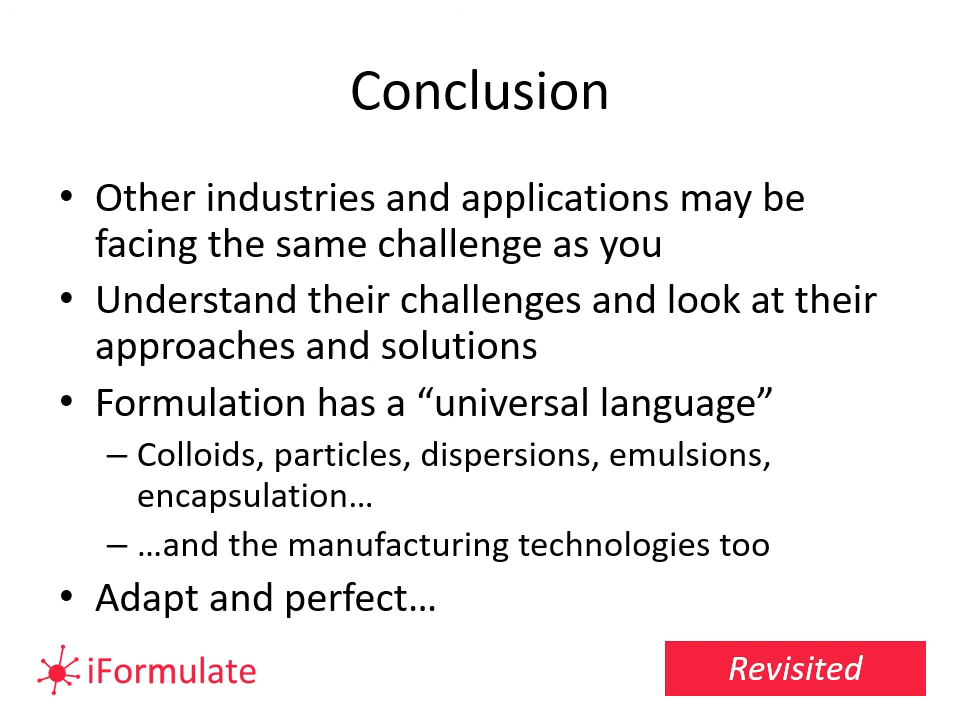 Conclusion
• Other industries and applications may be
facing the same challenge as you
• Understand their challenges and look at their
approaches and solutions
• Formulation has a “universal language”
– Colloids, particles, dispersions, emulsions,
encapsulation…
– …and the manufacturing technologies too
• Adapt and perfect…
iFormulate
Revisited